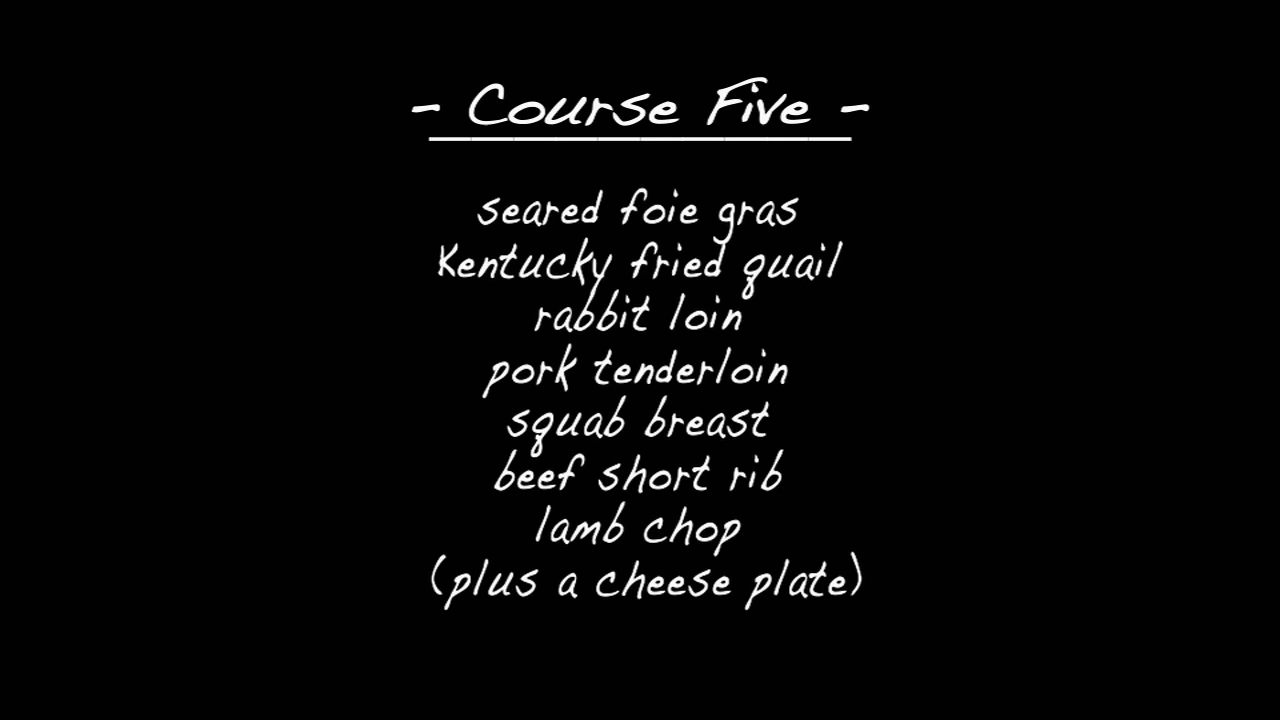 - Course Five -
seared foie gras
Kentucky fried quail
rabbit loin
pork tenderloin
squab breast
beef short rib
lamb chop
(plus a cheese plate)